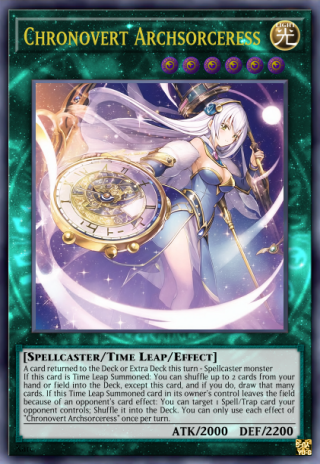 Chronovert Archsorceress
LIGHT
光
[Spellcaster/Time Leap/Effect]
A card returned to the Deck or Extra Deck this turn - Spellcaster monster
If this card is Time Leap Summoned: You can shuffle up to 2 cards from your
hand or field into the Deck, except this card, and if you do, draw that many
cards. If this Time Leap Summoned card in its owner's control leaves the field
because of an opponent's card effect: You can target 1 Spell/Trap card your
opponent controls; Shuffle it into the Deck. You can only use each effect of
"Chronovert Archsorceress" once per turn.
ATK/2000 DEF/2200